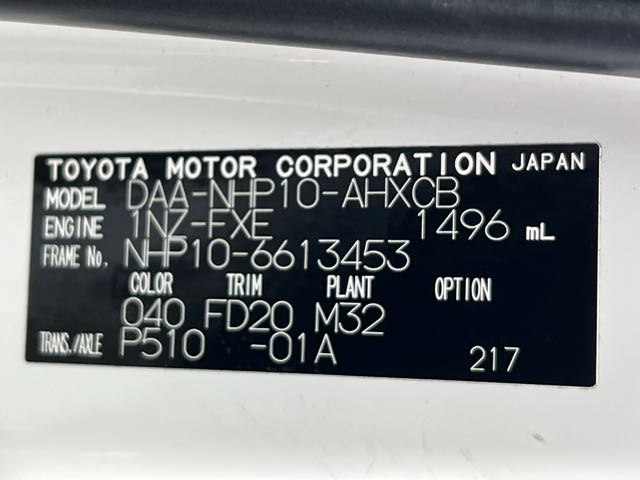 TOYOTA MOTOR CORPORATION JAPAN
MODEL DAA-NHP10-AHXCB
ENGINE 1NZ-FXE 1496 mL
FRAME No. NHP10-6613453
COLOR TRIM PLANT OPTION
040 FD20 M32
TRANS./AXLE P510 -01A 217